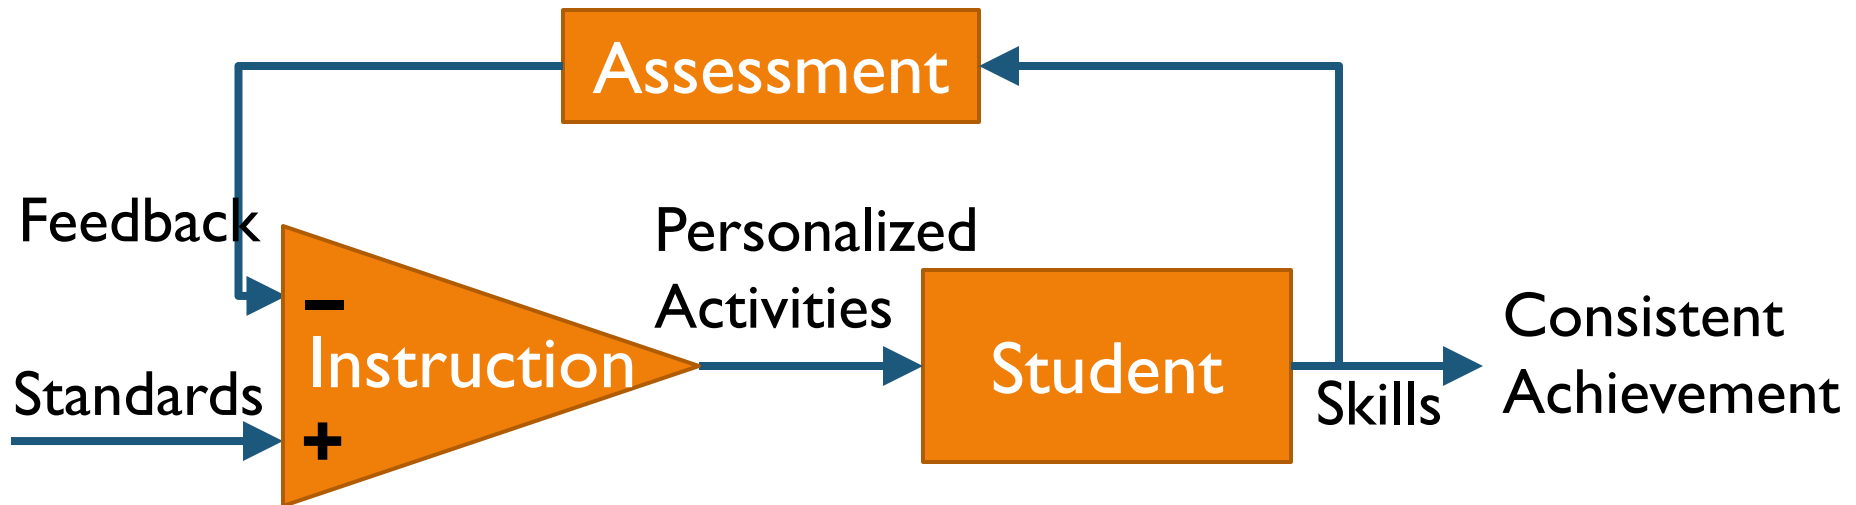 Assessment
Feedback
Personalized
Activities
–
Instruction
Student
Consistent
Achievement
Standards
Skills
+